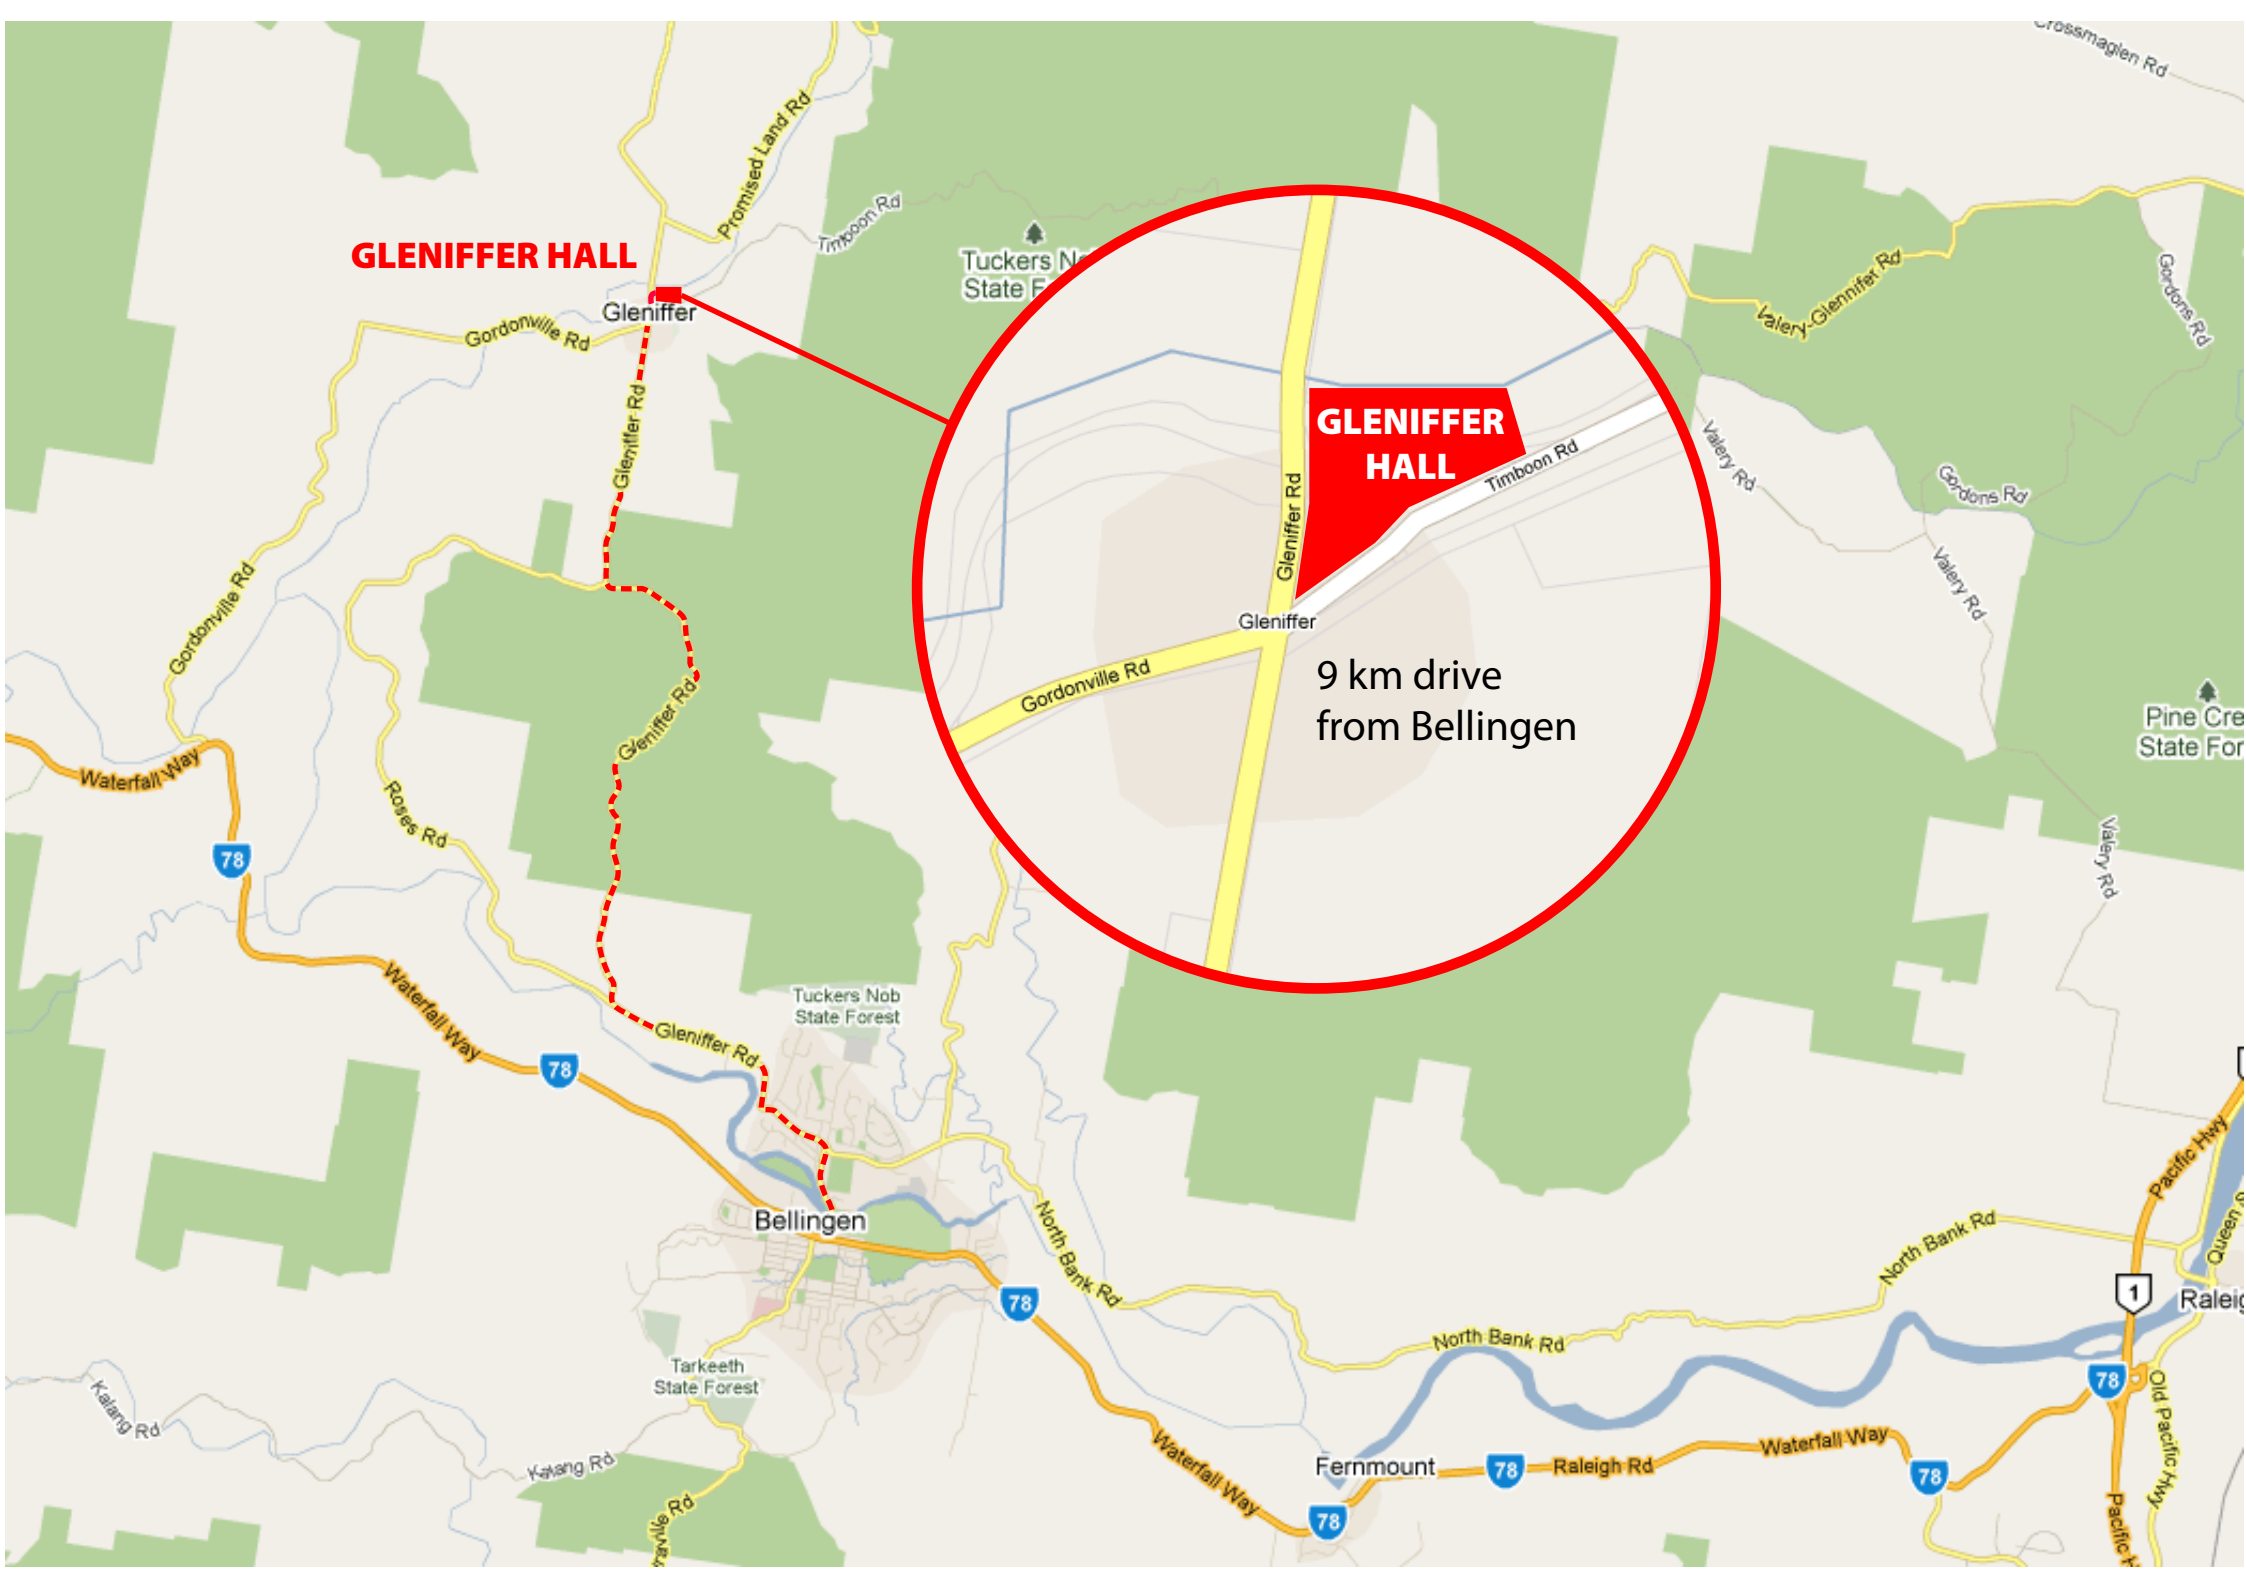 Crossmaglen Rd
Promised Land Rd
Timboon Rd
GLENIFFER HALL
Tuckers
State
Gleniffer
Gordonville Rd
Gleniffer Rd
Valery-Glennifer Rd
Gordons Rd
GLENIFFER
HALL
Timboon Rd
Gleniffer Rd
Gleniffer
Gordonville Rd
9 km drive
from Bellingen
Valery Rd
Gordons Rd
Valery Rd
Gordonville Rd
Gleniffer Rd
Pine Cre
State For
Waterfall Way
Roses Rd
78
Valery Rd
Waterfall Way
Tuckers Nob
State Forest
Gleniffer Rd
78
Pacific Hwy
Bellingen
North Bank Rd
North Bank Rd
Queen S
78
1
Raleig
North Bank Rd
Tarkeeth
State Forest
78
Old Pacific Hwy
Kalang Rd
Kalang Rd
Waterfall Way
Fernmount
78
Raleigh Rd
Waterfall Way
78
78
raville Rd
Pacific H